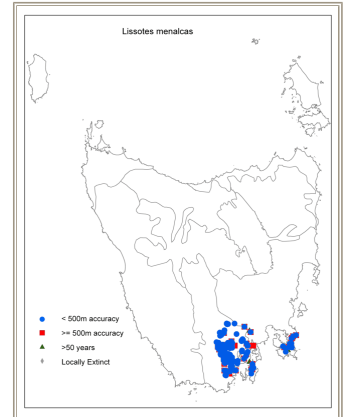 Lissotes menalcas
< 500m accuracy
>= 500m accuracy
>50 years
Locally Extinct